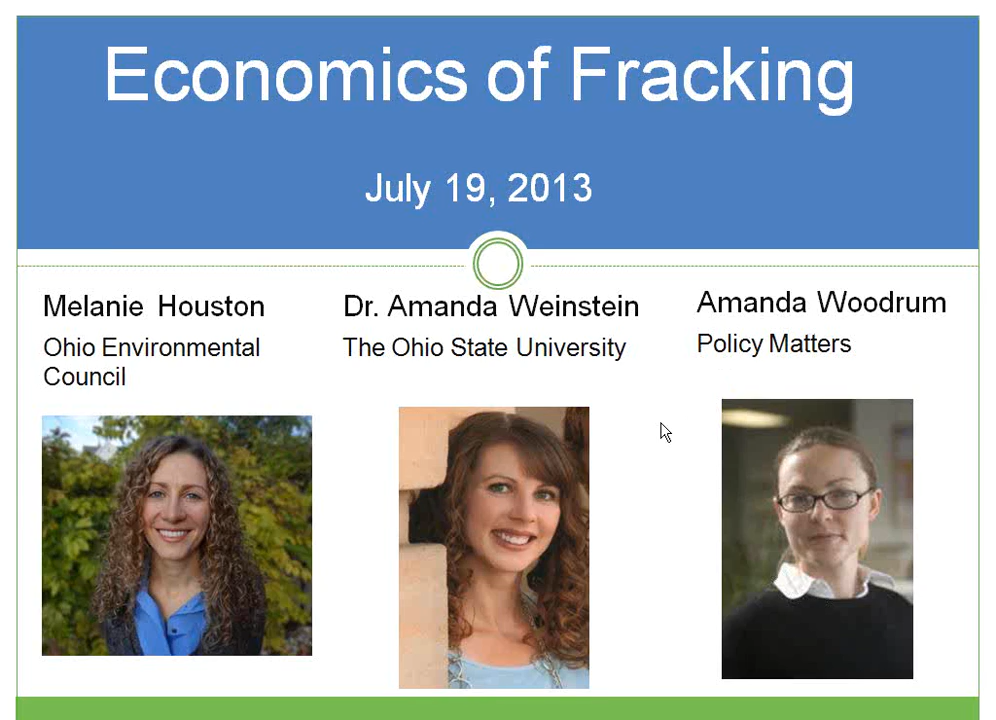 Economics of Fracking
July 19, 2013
Melanie Houston
Ohio Environmental
Council
Dr. Amanda Weinstein
The Ohio State University
Amanda Woodrum
Policy Matters